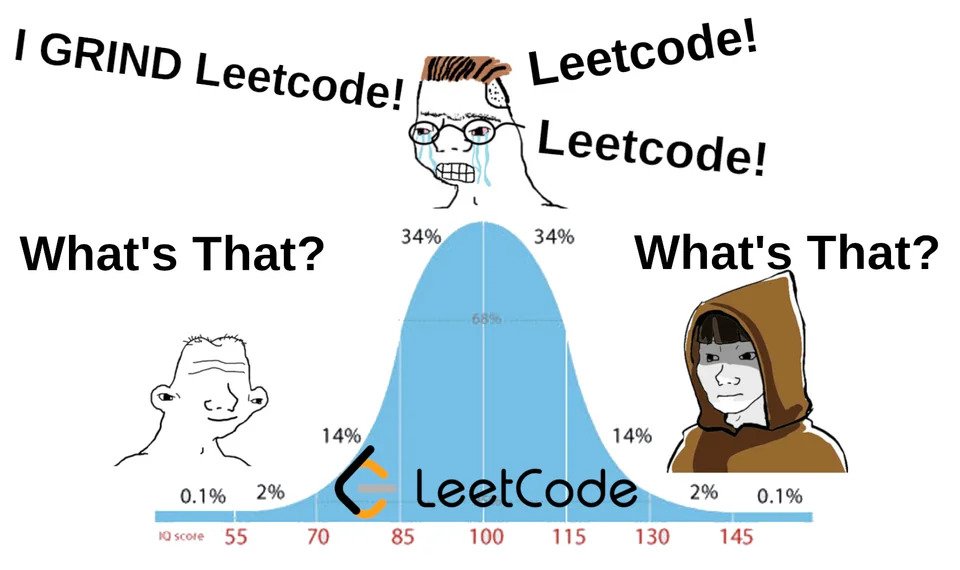 I GRIND Leetcode!
Leetcode!
Leetcode!
34%
34%
What's That?
What's That?
68%
14%
14%
LeetCode
0.1%
2%
2%
0.1%
IQ score
55
70
85
100
115
130
145